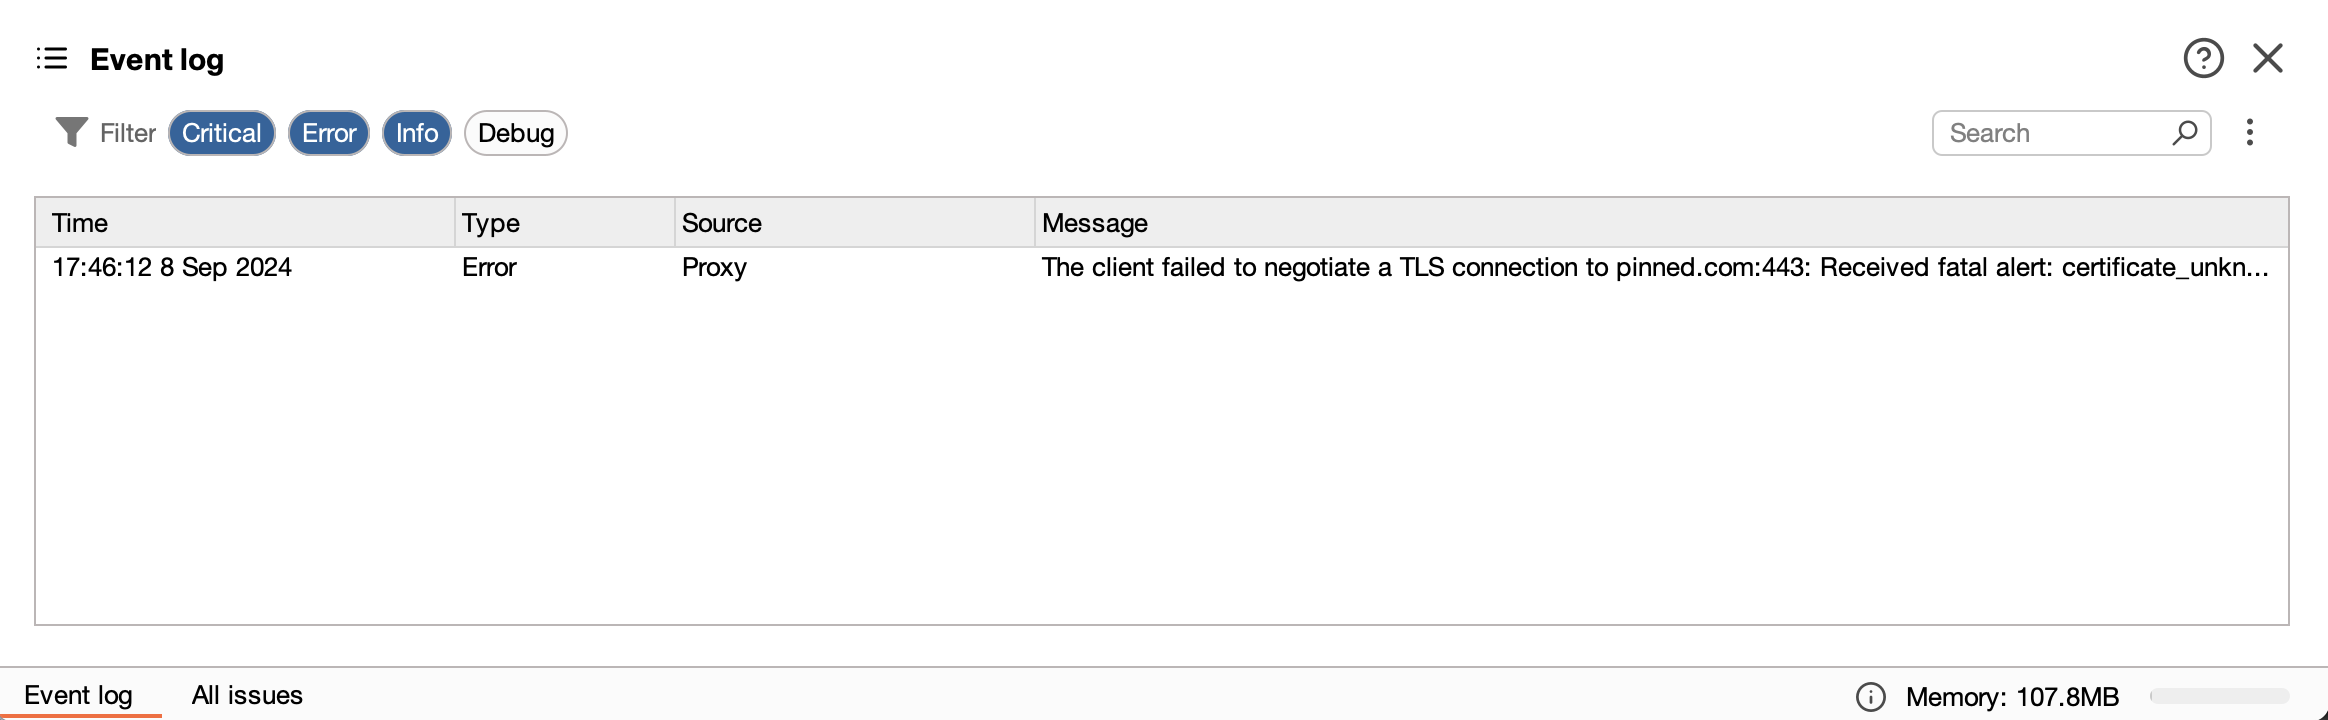 Event log
Filter Critical Error Info Debug Search
Time Type Source Message
17:46:12 8 Sep 2024 Error Proxy The client failed to negotiate a TLS connection to pinned.com:443: Received fatal alert: certificate_unkn...
Event log All issues Memory: 107.8MB